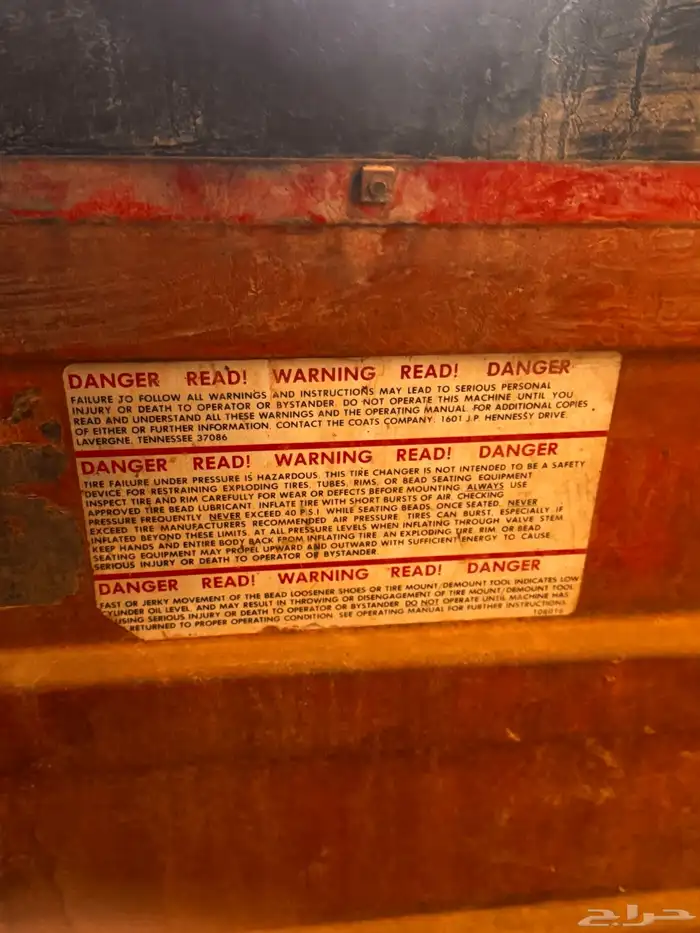 DANGER READ! WARNING READ! DANGER
FAILURE TO FOLLOW ALL WARNINGS AND INSTRUCTIONS MAY LEAD TO SERIOUS PERSONAL
INJURY OR DEATH TO OPERATOR OR BYSTANDER. DO NOT OPERATE THIS MACHINE UNTIL YOU
READ AND UNDERSTAND ALL THESE WARNINGS AND THE OPERATING MANUAL. FOR ADDITIONAL COPIES
OF EITHER OR FURTHER INFORMATION, CONTACT THE COATS COMPANY, 1601 J.P. HENNESSY DRIVE,
LAVERGNE, TENNESSEE 37086
DANGER READ! WARNING READ! DANGER
TIRE FAILURE UNDER PRESSURE IS HAZARDOUS. THIS TIRE CHANGER IS NOT INTENDED TO BE A SAFETY
DEVICE FOR RESTRAINING EXPLODING TIRES, TUBES, RIMS, OR BEAD SEATING EQUIPMENT.
INSPECT TIRE AND RIM CAREFULLY FOR WEAR OR DEFECTS BEFORE MOUNTING. ALWAYS USE
APPROVED TIRE BEAD LUBRICANT. INFLATE TIRE WITH SHORT BURSTS OF AIR, CHECKING
PRESSURE FREQUENTLY. NEVER EXCEED 40 P.S.I. WHILE SEATING BEADS. ONCE SEATED, NEVER
EXCEED TIRE MANUFACTURERS RECOMMENDED AIR PRESSURE. TIRES CAN BURST, ESPECIALLY IF
INFLATED BEYOND THESE LIMITS. AT ALL PRESSURE LEVELS WHEN INFLATING THROUGH VALVE STEM
KEEP HANDS AND ENTIRE BODY BACK FROM INFLATING TIRE. AN EXPLODING TIRE, RIM, OR BEAD
SEATING EQUIPMENT MAY PROPEL UPWARD AND OUTWARD WITH SUFFICIENT ENERGY TO CAUSE
SERIOUS INJURY OR DEATH TO OPERATOR OR BYSTANDER.
DANGER READ! WARNING READ! DANGER
FAST OR JERKY MOVEMENT OF THE BEAD LOOSENER SHOES OR TIRE MOUNT/DEMOUNT TOOL INDICATES LOW
CYLINDER OIL LEVEL, AND MAY RESULT IN THROWING OR DISENGAGEMENT OF TIRE MOUNT/DEMOUNT TOOL
USING SERIOUS INJURY OR DEATH TO OPERATOR OR BYSTANDER. DO NOT OPERATE UNTIL MACHINE HAS
RETURNED TO PROPER OPERATING CONDITION. SEE OPERATING MANUAL FOR FURTHER INSTRUCTIONS.
حراج